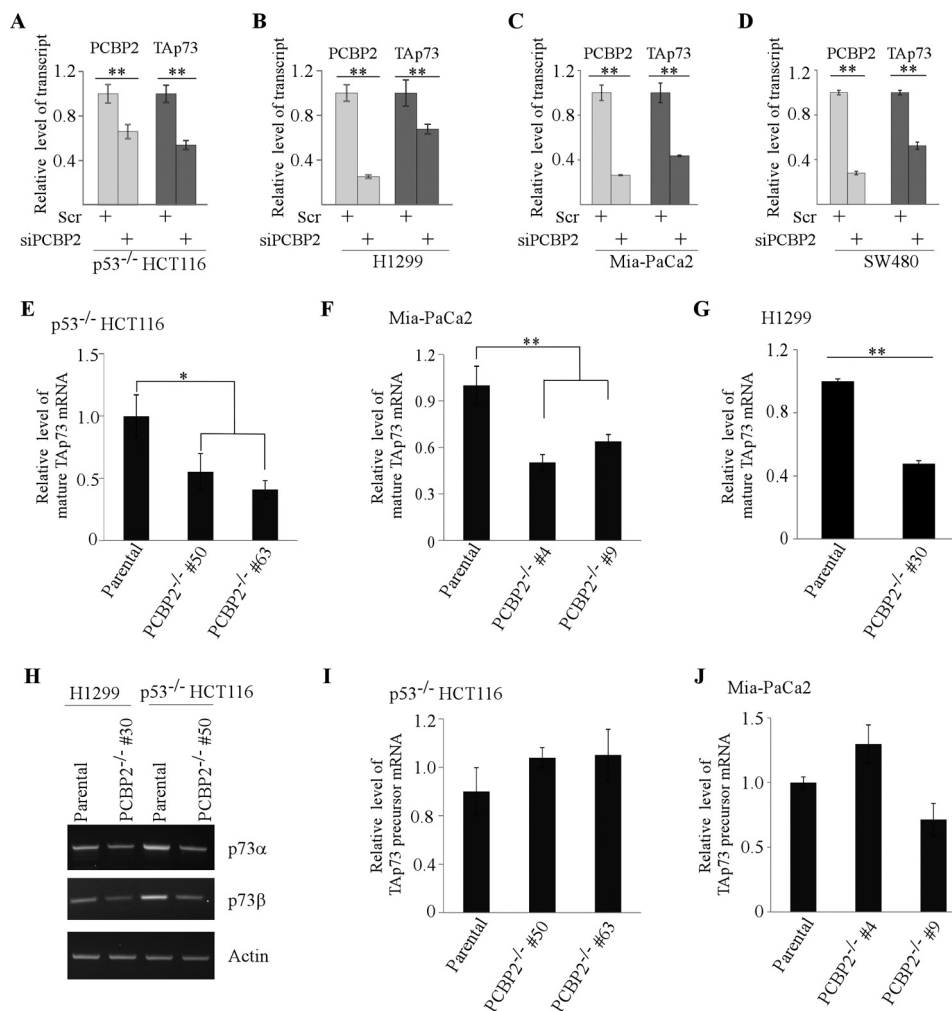 A
PCBP2 TAp73
** **
Relative level of transcript
1.2
0.8
0.4
Scr + +
siPCBP2 + +
p53-/- HCT116
B
PCBP2 TAp73
** **
Relative level of transcript
1.2
0.8
0.4
+ +
siPCBP2 + +
H1299
C
PCBP2 TAp73
** **
Relative level of transcript
1.2
0.8
0.4
Scr + +
siPCBP2 + +
Mia-PaCa2
D
PCBP2 TAp73
** **
Relative level of transcript
1.2
0.8
0.4
Scr + +
siPCBP2 + +
SW480
E
p53-/- HCT116
*
Relative level of
mature TAp73 mRNA
1.5
1.0
0.5
0
Parental
PCBP2-/- #50
PCBP2-/- #63
F
Mia-PaCa2
**
Relative level of
mature TAp73 mRNA
1.2
0.9
0.6
0.3
0
Parental
PCBP2-/- #4
PCBP2-/- #9
G
H1299
**
Relative level of
mature TAp73 mRNA
1.2
0.8
0.4
0
Parental
PCBP2-/- #30
H
H1299 p53-/- HCT116
Parental
PCBP2-/- #30
Parental
PCBP2-/- #50
p73α
p73β
Actin
I
p53-/- HCT116
Relative level of
TAp73 precursor mRNA
1.6
1.2
0.8
0.4
0
Parental
PCBP2-/- #50
PCBP2-/- #63
J
Mia-PaCa2
Relative level of
TAp73 precursor mRNA
2.0
1.5
1.0
0.5
0
Parental
PCBP2-/- #4
PCBP2-/- #9